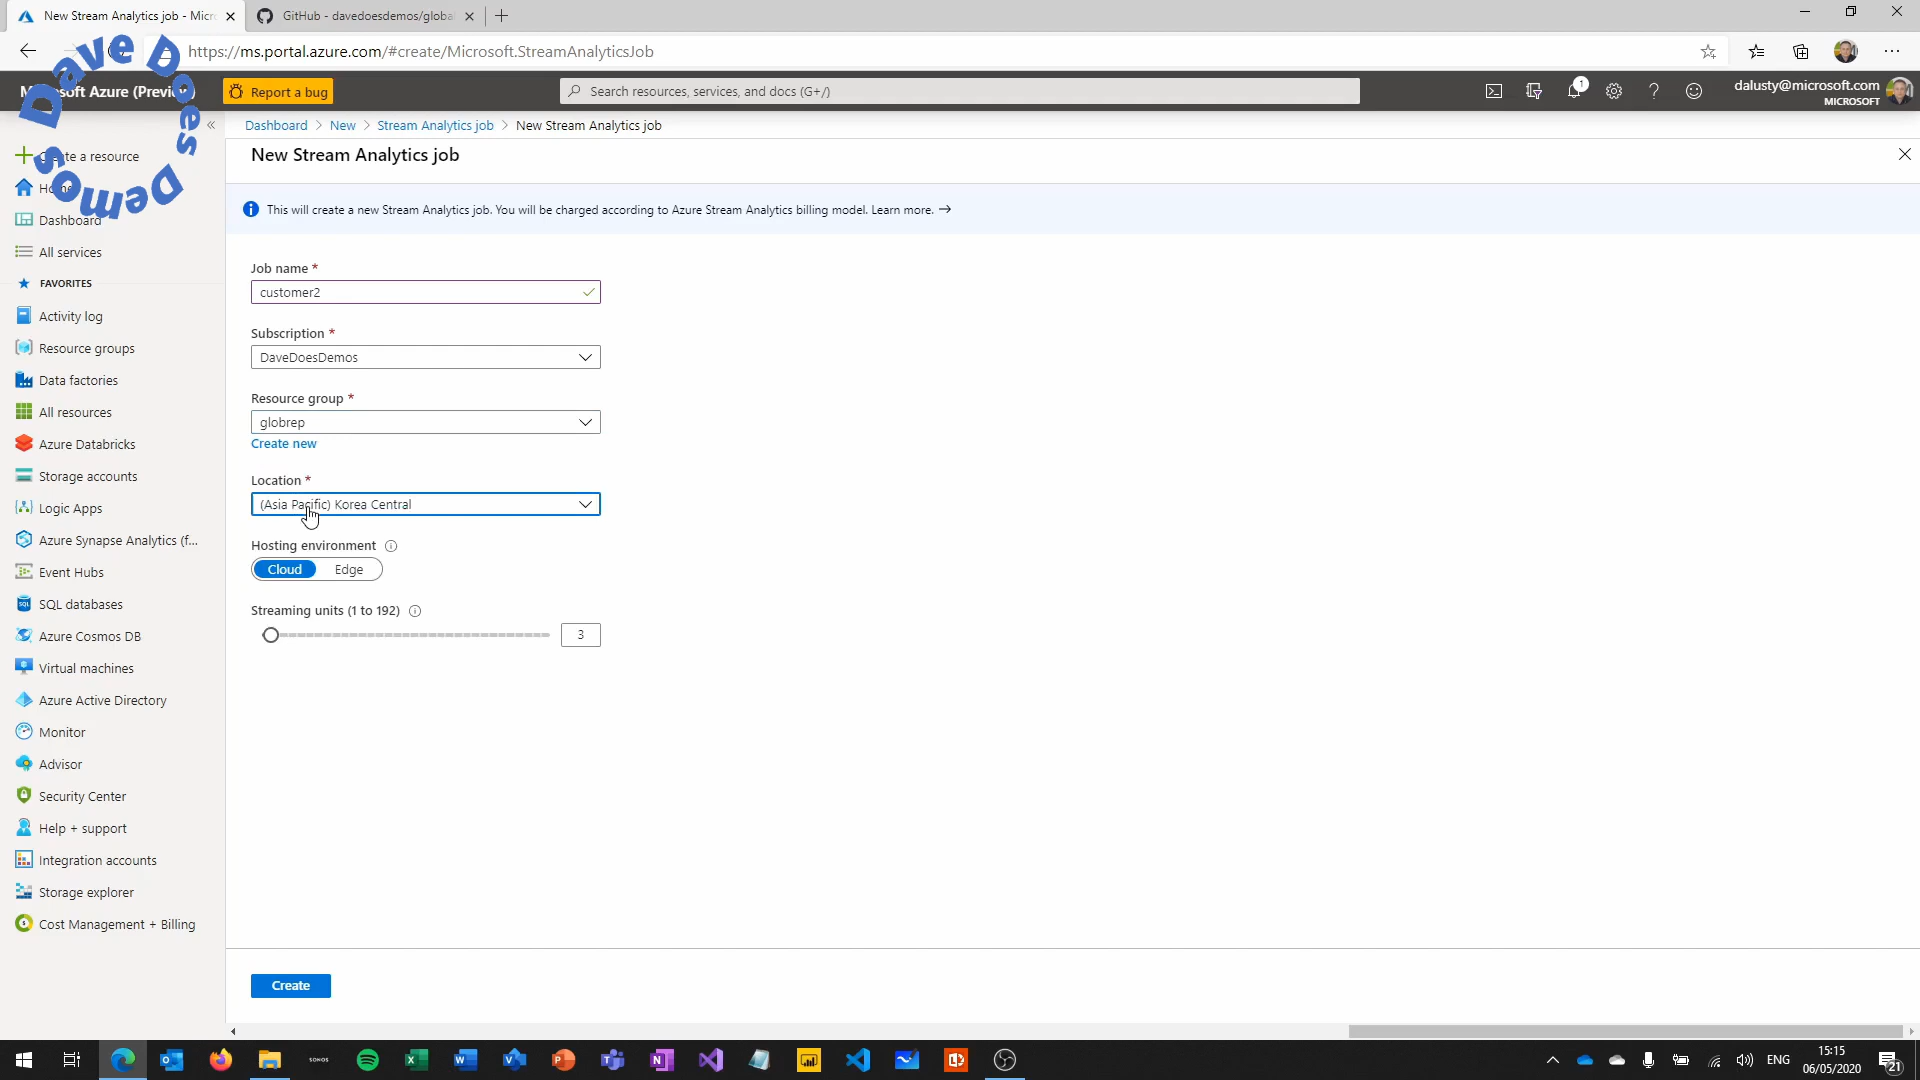 New Stream Analytics job - Micr
GitHub - davedoesdemos/globa
https://ms.portal.azure.com/#create/Microsoft.StreamAnalyticsJob
Dave Does Demos
Report a bug
Search resources, services, and docs (G+/)
1
dalusty@microsoft.com
MICROSOFT
Dashboard > New > Stream Analytics job > New Stream Analytics job
New Stream Analytics job
This will create a new Stream Analytics job. You will be charged according to Azure Stream Analytics billing model. Learn more. →
a resource
Dashboard
All services
FAVORITES
Activity log
Resource groups
Data factories
All resources
Azure Databricks
Storage accounts
Logic Apps
Azure Synapse Analytics (f...
Event Hubs
SQL databases
Azure Cosmos DB
Virtual machines
Azure Active Directory
Monitor
Advisor
Security Center
Help + support
Integration accounts
Storage explorer
Cost Management + Billing
Job name *
customer2
Subscription *
DaveDoesDemos
Resource group *
globrep
Create new
Location *
(Asia Pacific) Korea Central
Hosting environment
Cloud
Edge
Streaming units (1 to 192)
3
Create
SONOS
ENG
15:15
06/05/2020
21